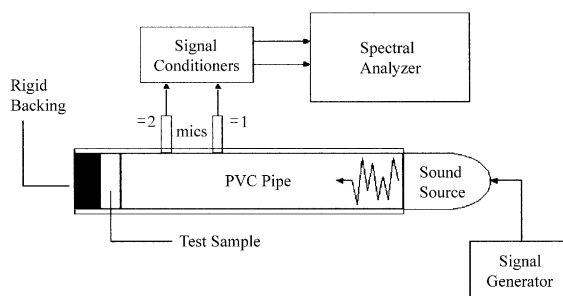 Signal
Conditioners
Spectral
Analyzer
Rigid
Backing
=2
mics
=1
PVC Pipe
Sound
Source
Test Sample
Signal
Generator